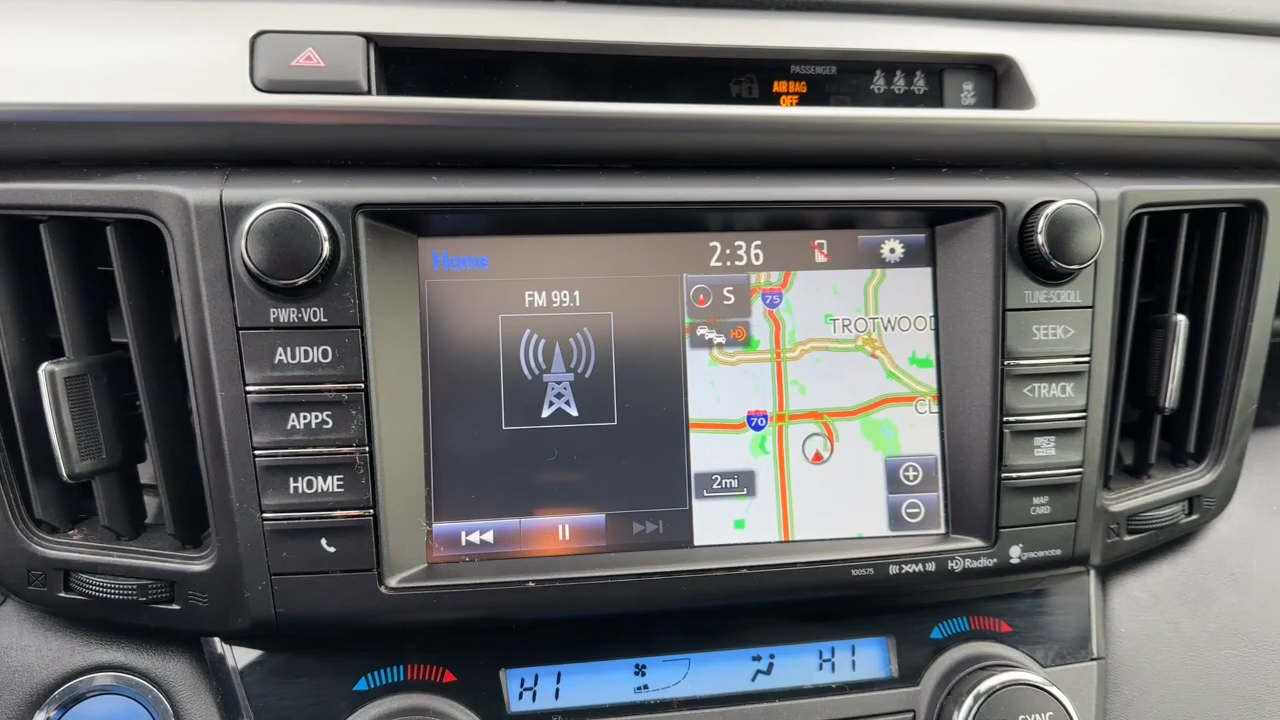 PASSENGER
AIR BAG
OFF
OFF
PWR-VOL
AUDIO
APPS
HOME
Home
2:36
FM 99.1
S
75
TROTWOOD
CL
70
2mi
TUNE·SCROLL
SEEK>
<TRACK
MAP
CARD
100575
((XM))
HD Radio®
gracenote
HI
HI
SYNC